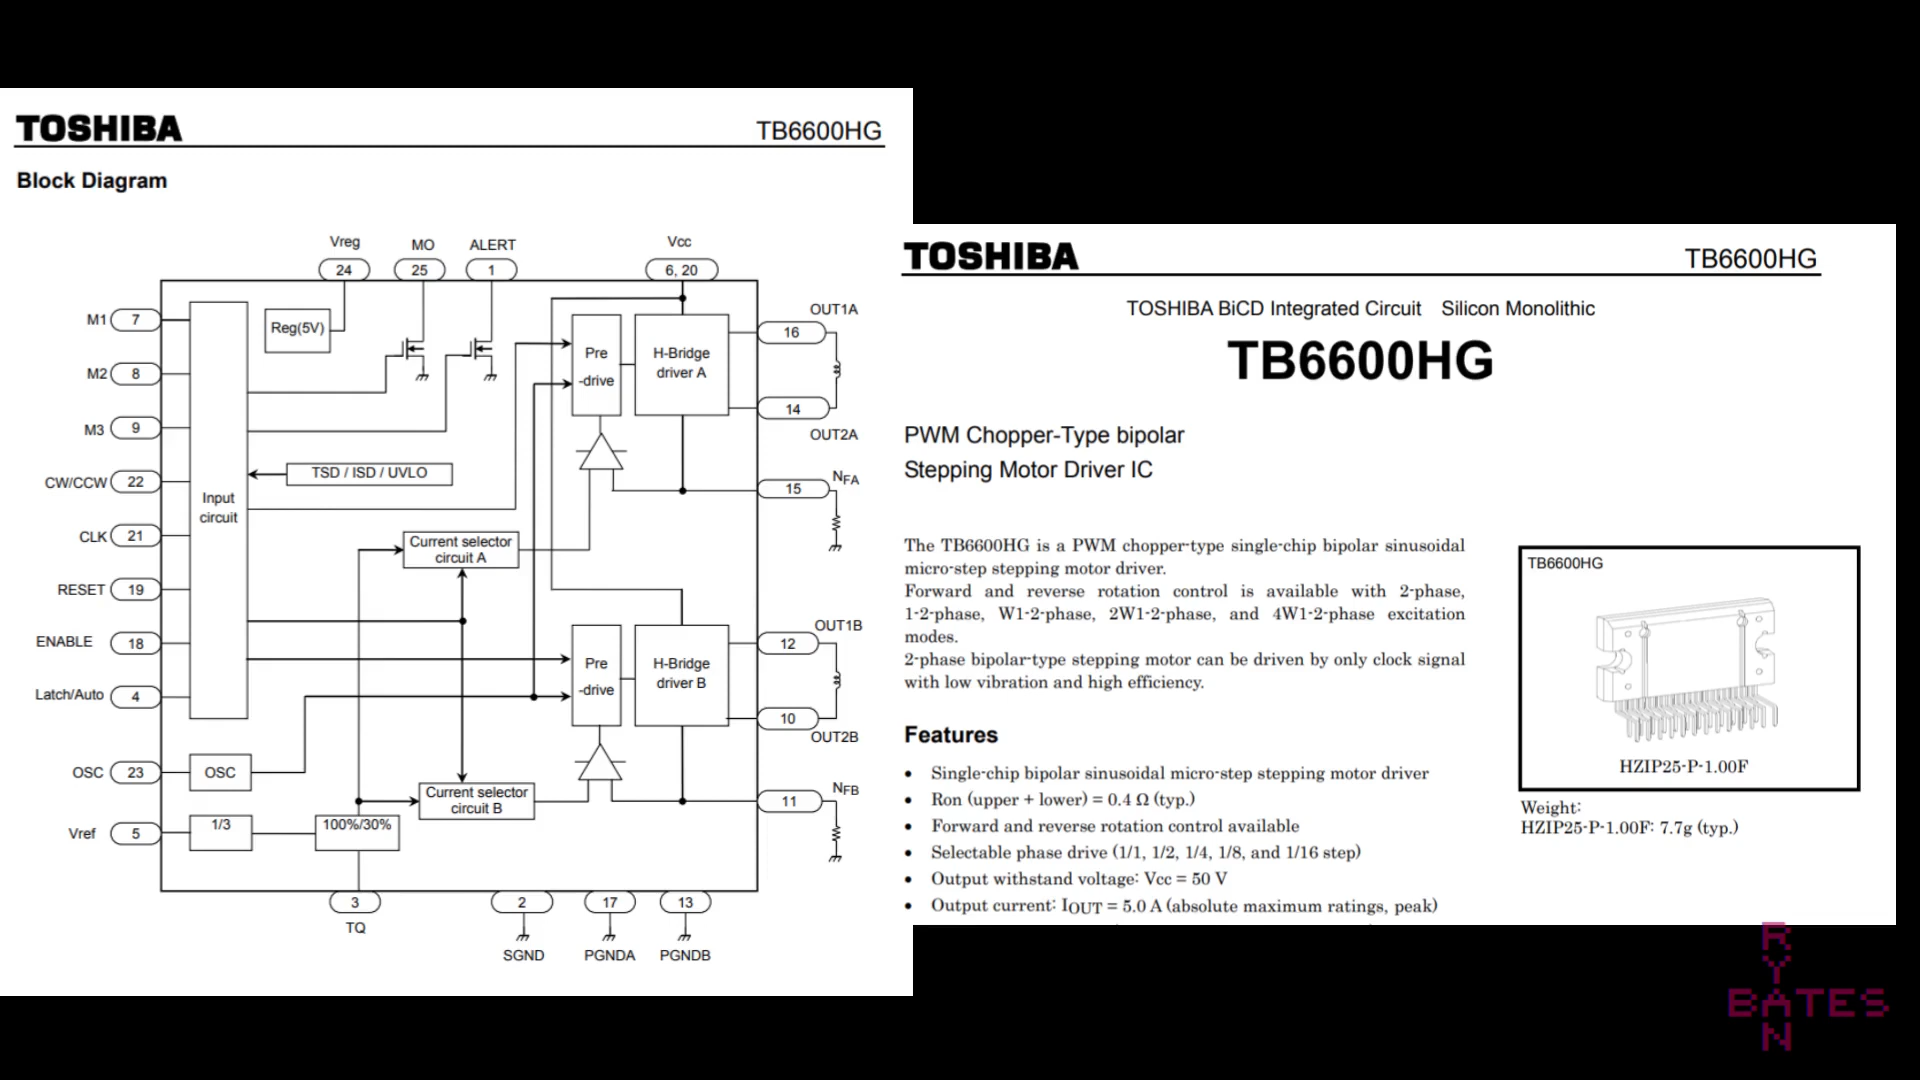 TOSHIBA
TB6600HG
Block Diagram
Vreg
MO
ALERT
Vcc
24
25
1
6, 20
M1 7
M2 8
M3 9
CW/CCW 22
CLK 21
RESET 19
ENABLE 18
Latch/Auto 4
OSC 23
Vref 5
Input
circuit
Reg(5V)
TSD / ISD / UVLO
Current selector
circuit A
Current selector
circuit B
OSC
1/3
100%/30%
Pre
-drive
H-Bridge
driver A
Pre
-drive
H-Bridge
driver B
OUT1A
16
14
OUT2A
NFA
15
OUT1B
12
10
OUT2B
NFB
11
3
2
17
13
TQ
SGND
PGNDA
PGNDB
TOSHIBA
TB6600HG
TOSHIBA BiCD Integrated Circuit Silicon Monolithic
TB6600HG
PWM Chopper-Type bipolar
Stepping Motor Driver IC
The TB6600HG is a PWM chopper-type single-chip bipolar sinusoidal
micro-step stepping motor driver.
Forward and reverse rotation control is available with 2-phase,
1-2-phase, W1-2-phase, 2W1-2-phase, and 4W1-2-phase excitation
modes.
2-phase bipolar-type stepping motor can be driven by only clock signal
with low vibration and high efficiency.
Features
• Single-chip bipolar sinusoidal micro-step stepping motor driver
• Ron (upper + lower) = 0.4 Ω (typ.)
• Forward and reverse rotation control available
• Selectable phase drive (1/1, 1/2, 1/4, 1/8, and 1/16 step)
• Output withstand voltage: Vcc = 50 V
• Output current: IOUT = 5.0 A (absolute maximum ratings, peak)
TB6600HG
HZIP25-P-1.00F
Weight:
HZIP25-P-1.00F: 7.7g (typ.)
RYAN
BATES